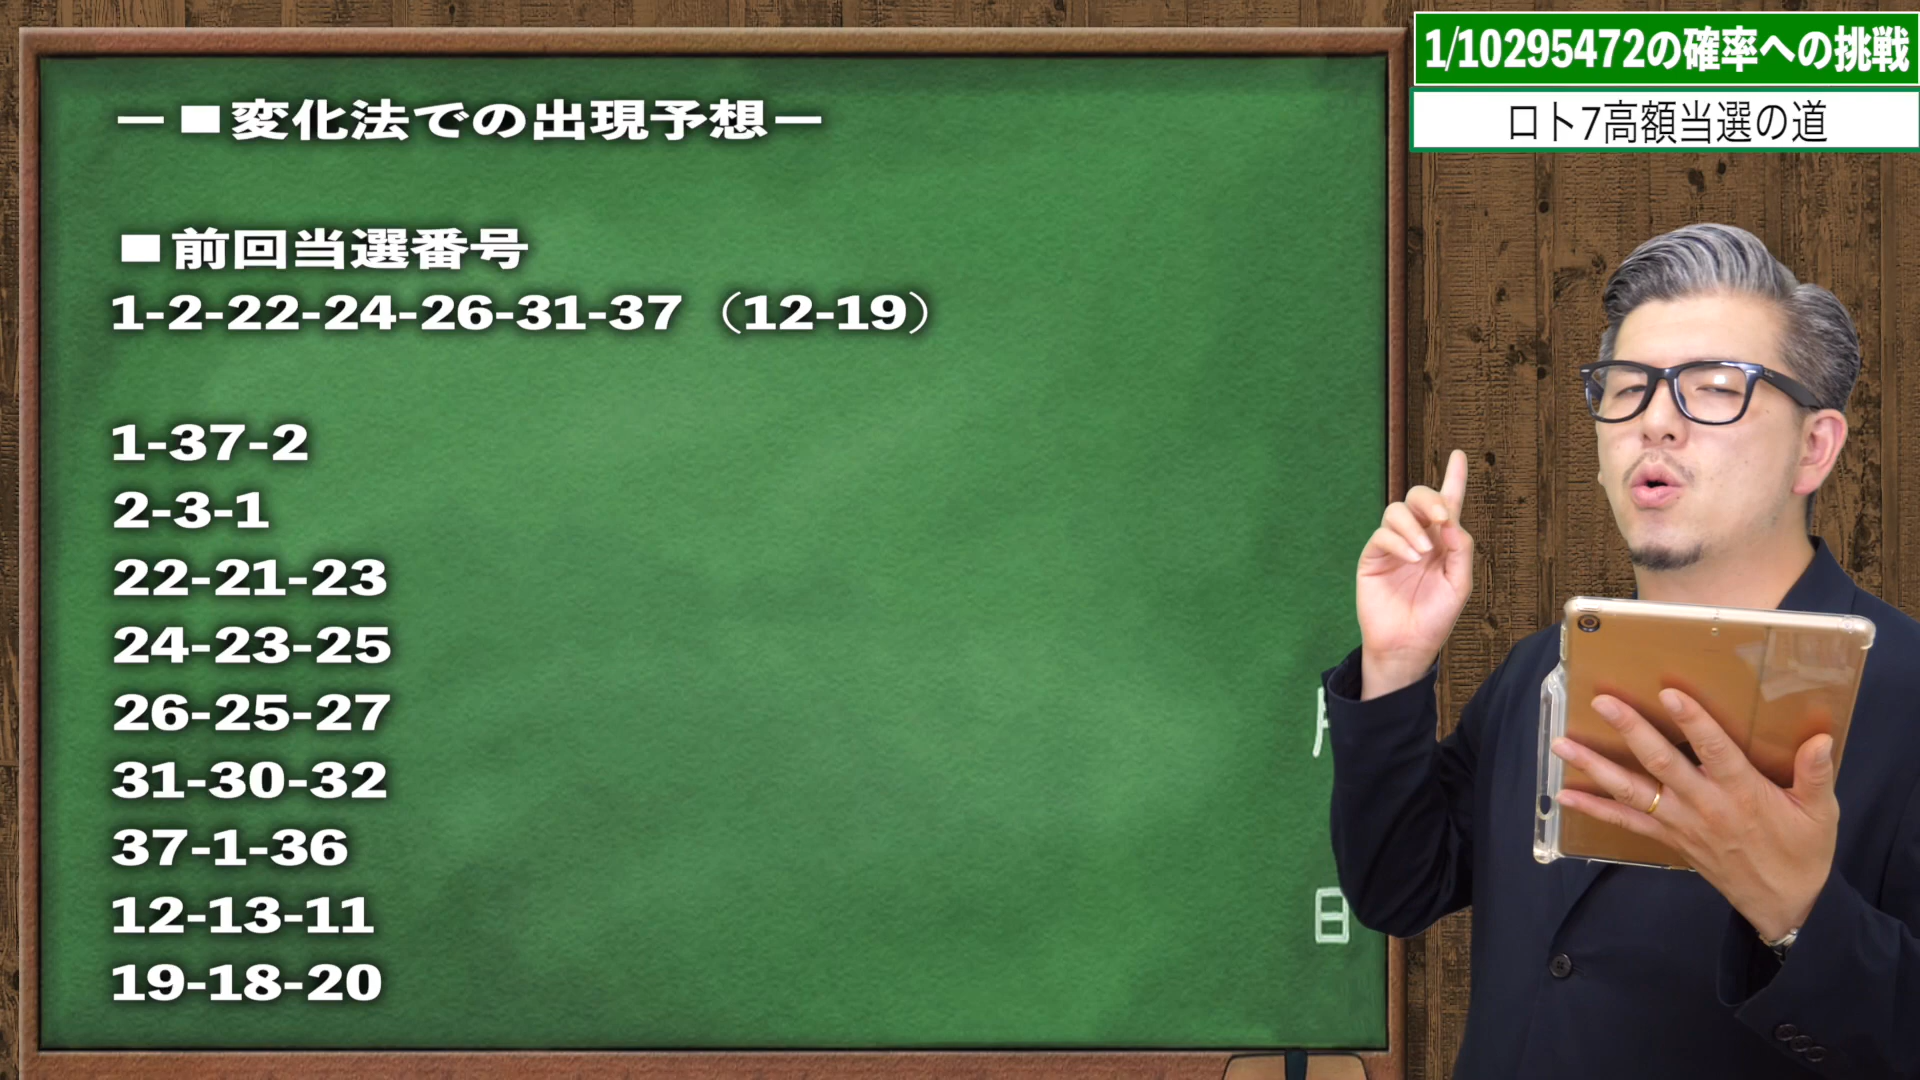 1/10295472の確率への挑戦
ロト7高額当選の道
ー■変化法での出現予想ー
■前回当選番号
1-2-22-24-26-31-37（12-19）
1-37-2
2-3-1
22-21-23
24-23-25
26-25-27
31-30-32
37-1-36
12-13-11
19-18-20
日